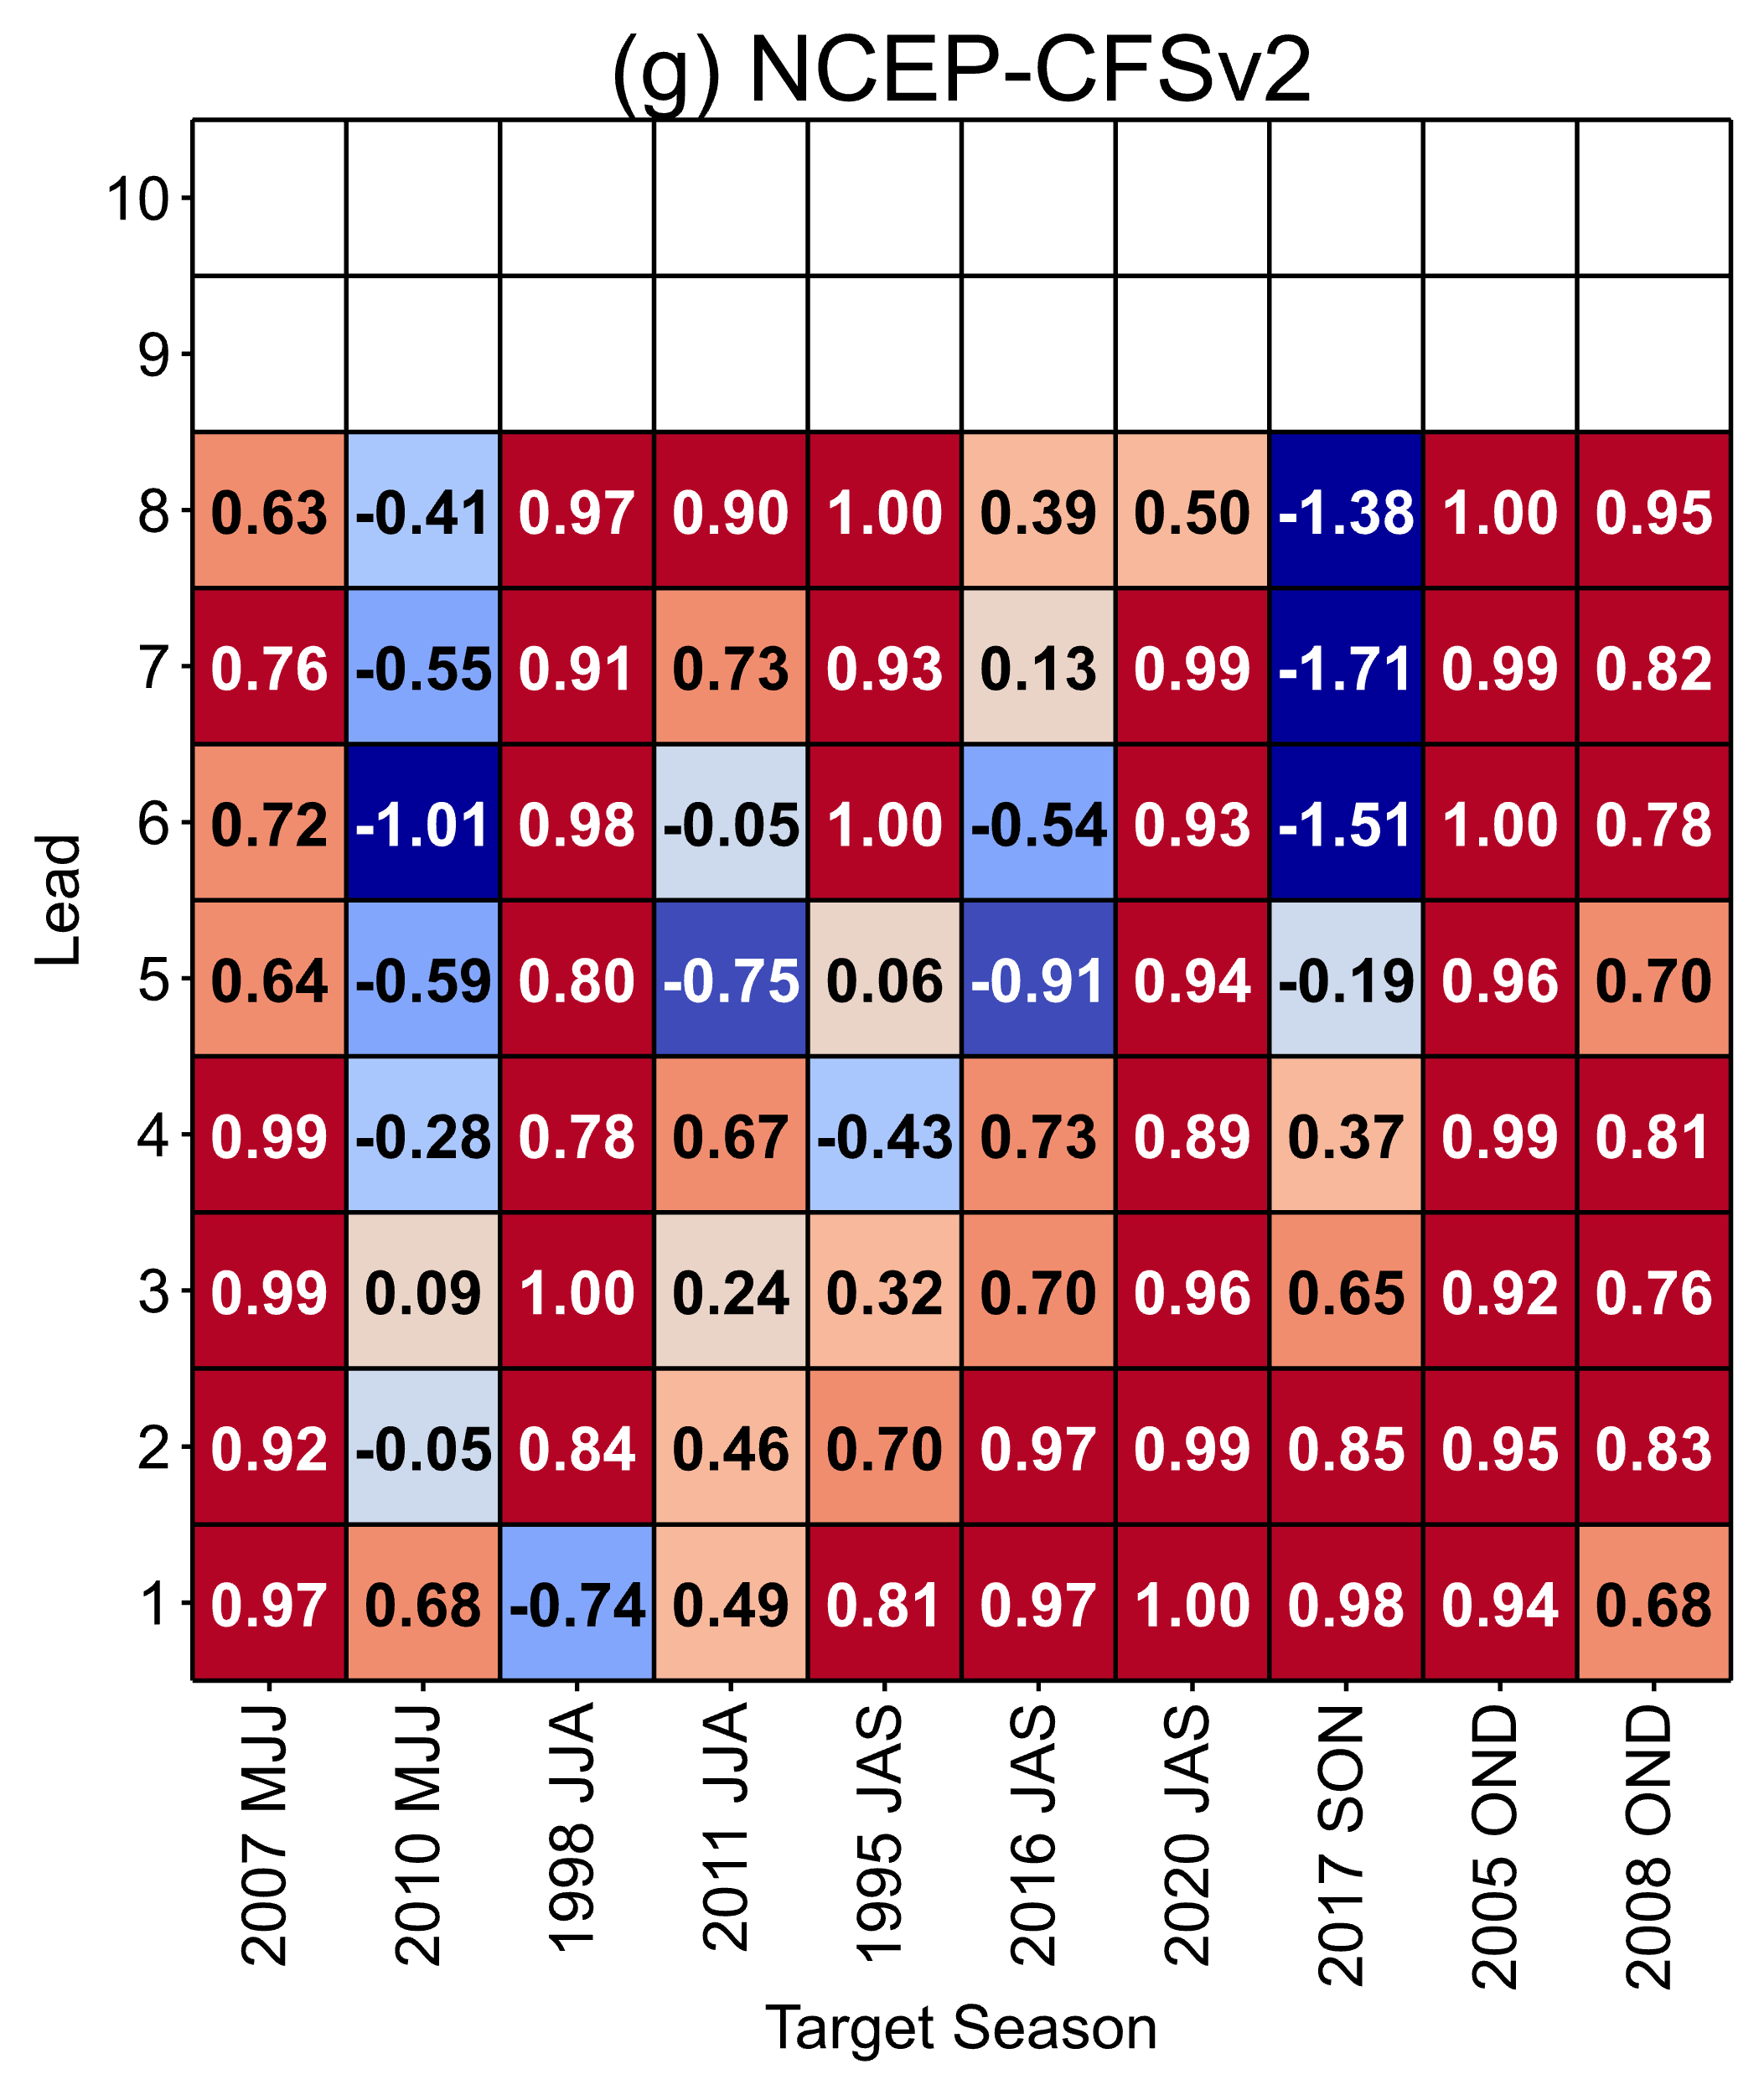 (g) NCEP-CFSv2
10
9
8 0.63 -0.41 0.97 0.90 1.00 0.39 0.50 -1.38 1.00 0.95
7 0.76 -0.55 0.91 0.73 0.93 0.13 0.99 -1.71 0.99 0.82
6 0.72 -1.01 0.98 -0.05 1.00 -0.54 0.93 -1.51 1.00 0.78
5 0.64 -0.59 0.80 -0.75 0.06 -0.91 0.94 -0.19 0.96 0.70
4 0.99 -0.28 0.78 0.67 -0.43 0.73 0.89 0.37 0.99 0.81
3 0.99 0.09 1.00 0.24 0.32 0.70 0.96 0.65 0.92 0.76
2 0.92 -0.05 0.84 0.46 0.70 0.97 0.99 0.85 0.95 0.83
1 0.97 0.68 -0.74 0.49 0.81 0.97 1.00 0.98 0.94 0.68
Lead
2007 MJJ
2010 MJJ
1998 JJA
2011 JJA
1995 JAS
2016 JAS
2020 JAS
2017 SON
2005 OND
2008 OND
Target Season